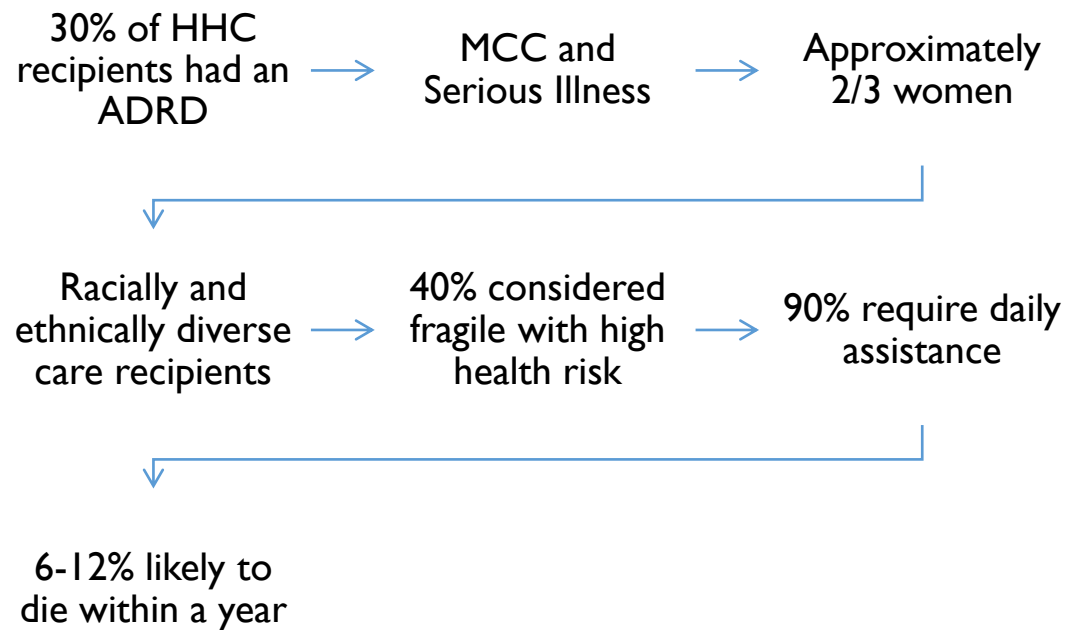 30% of HHC
recipients had an
ADRD
MCC and
Serious Illness
Approximately
2/3 women
Racially and
ethnically diverse
care recipients
40% considered
fragile with high
health risk
90% require daily
assistance
6-12% likely to
die within a year